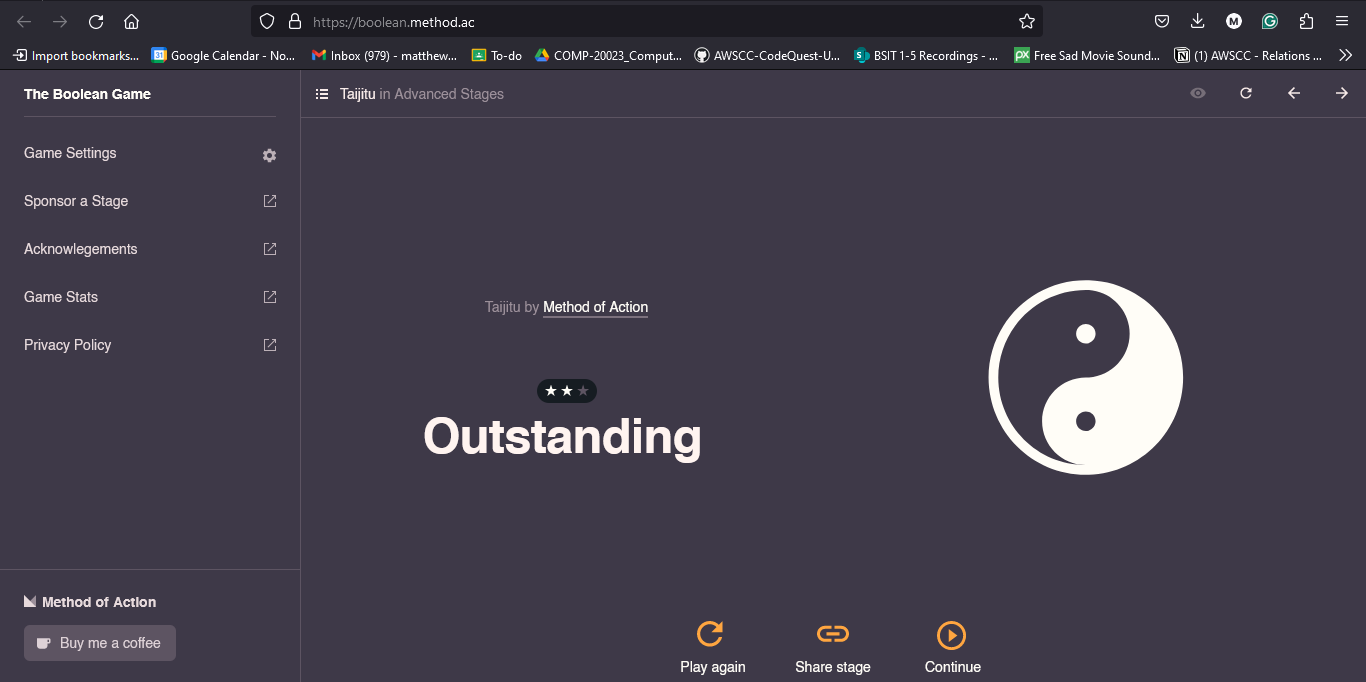 https://boolean.method.ac
M
G
Import bookmarks...
31
Google Calendar - No...
Inbox (979) - matthew...
To-do
COMP-20023_Comput...
AWSCC-CodeQuest-U...
S
BSIT 1-5 Recordings - ...
px
Free Sad Movie Sound...
(1) AWSCC - Relations ...
The Boolean Game
Game Settings
Sponsor a Stage
Acknowlegements
Game Stats
Privacy Policy
Method of Action
Buy me a coffee
Taijitu in Advanced Stages
Taijitu by Method of Action
Outstanding
Play again
Share stage
Continue